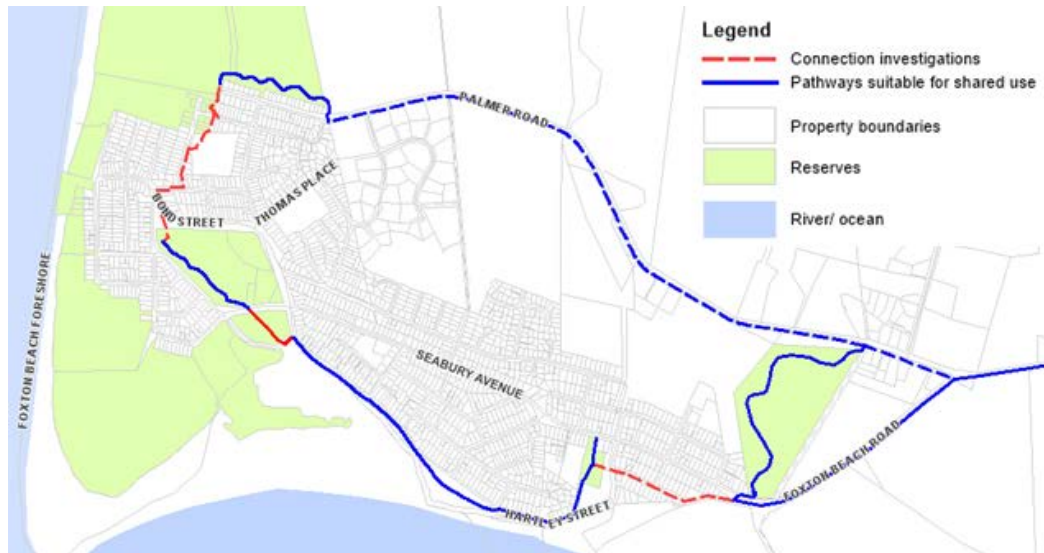 Legend
Connection investigations
Pathways suitable for shared use
Property boundaries
Reserves
River/ ocean
PALMER ROAD
THOMAS PLACE
BOND STREET
FOXTON BEACH FORESHORE
SEABURY AVENUE
FOXTON BEACH ROAD
HARTLEY STREET